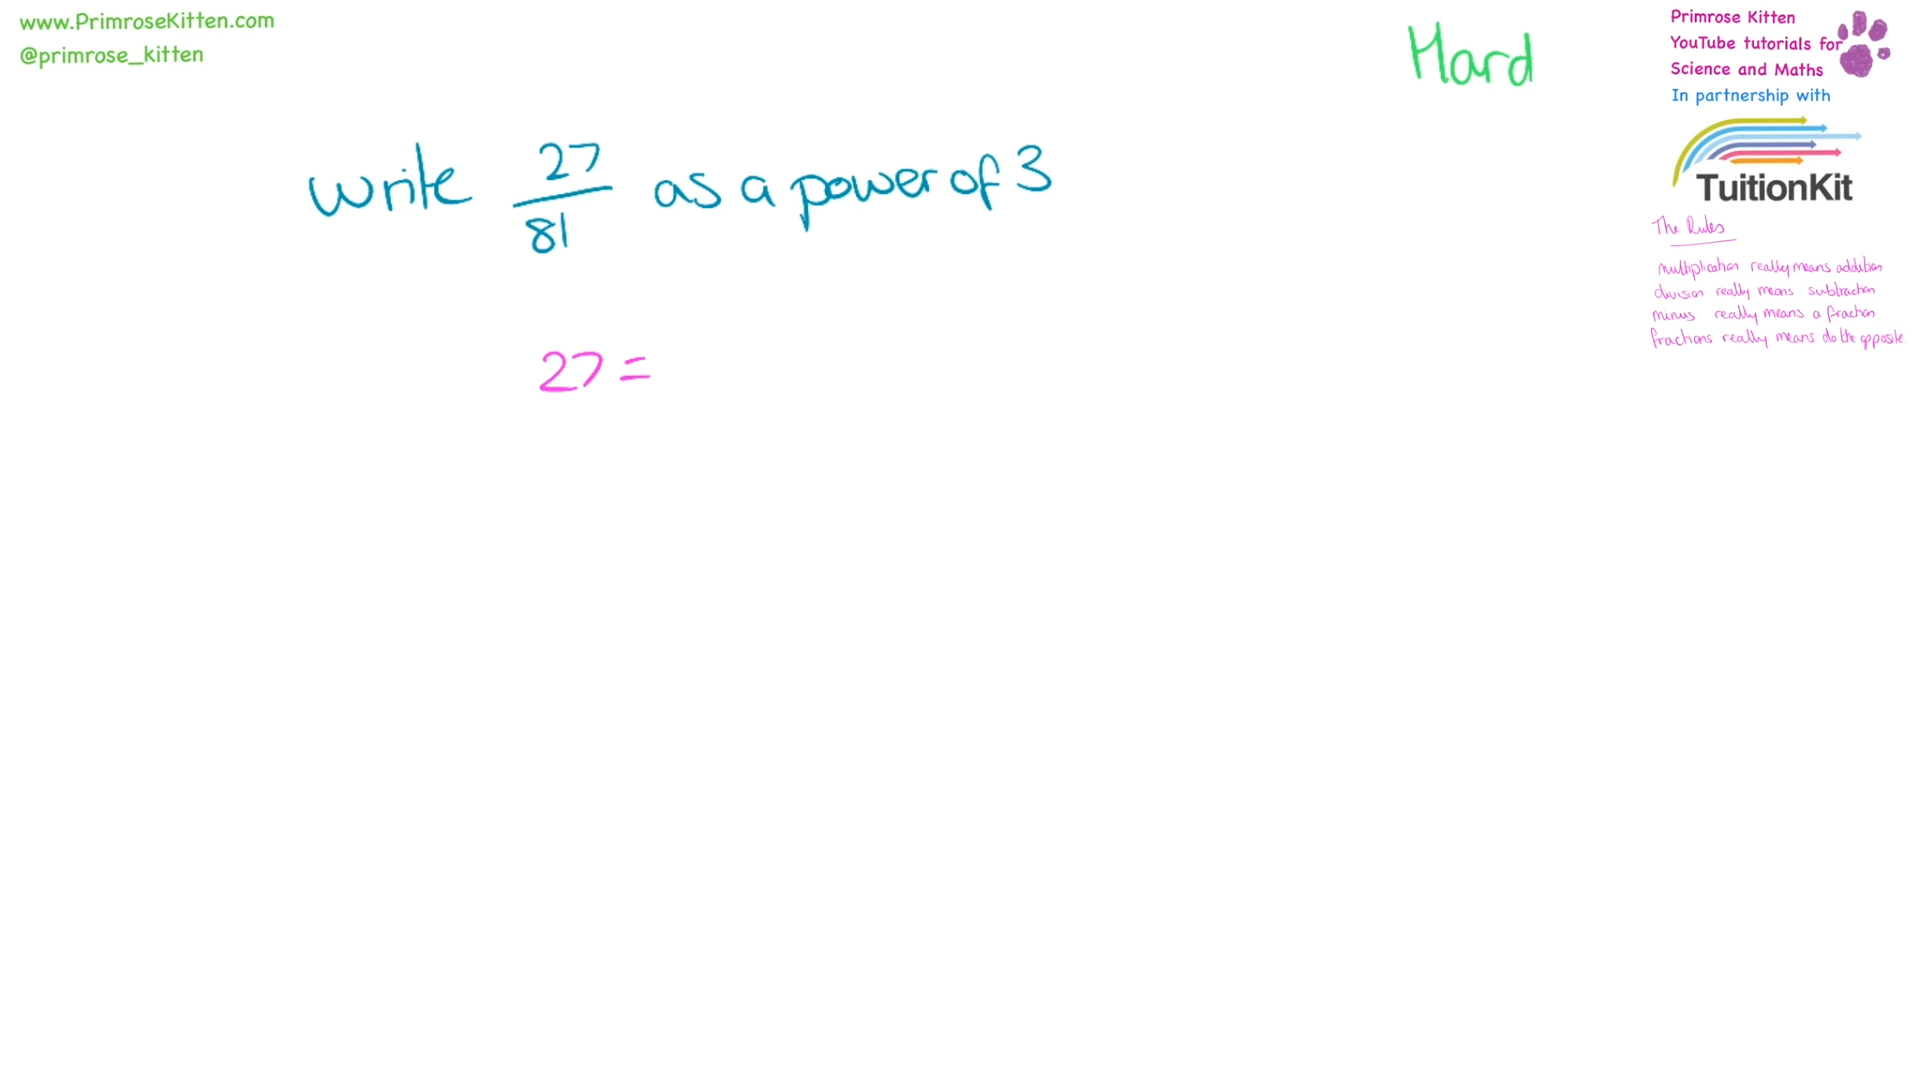 www.PrimroseKitten.com
@primrose_kitten
Hard
Primrose Kitten
YouTube tutorials for
Science and Maths
In partnership with
TuitionKit
The Rules
multiplication really means addition
division really means subtraction
minus really means a fraction
fractions really means do the opposite
write 27/81 as a power of 3
27 =